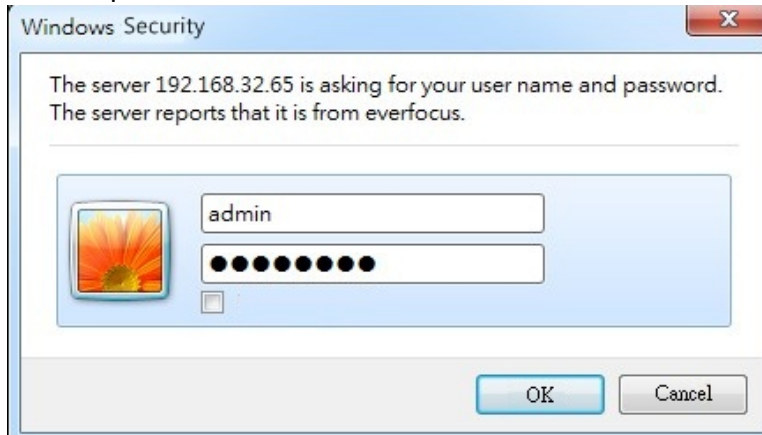 Windows Security
The server 192.168.32.65 is asking for your user name and password.
The server reports that it is from everfocus.
admin
●●●●●●●●
OK
Cancel